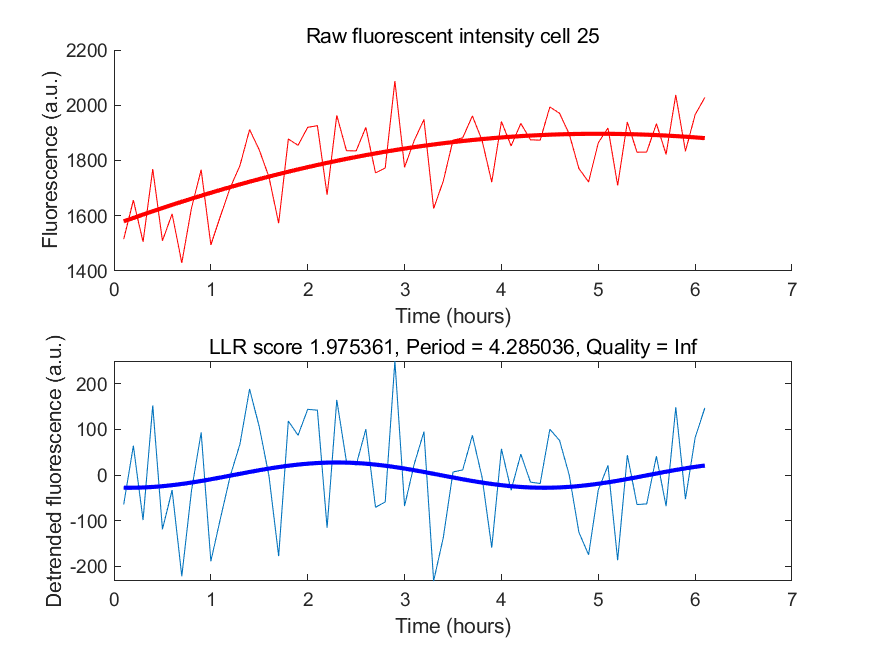 Raw fluorescent intensity cell 25
2200
2000
1800
1600
1400
Fluorescence (a.u.)
0 1 2 3 4 5 6 7
Time (hours)
LLR score 1.975361, Period = 4.285036, Quality = Inf
200
100
0
-100
-200
Detrended fluorescence (a.u.)
0 1 2 3 4 5 6 7
Time (hours)